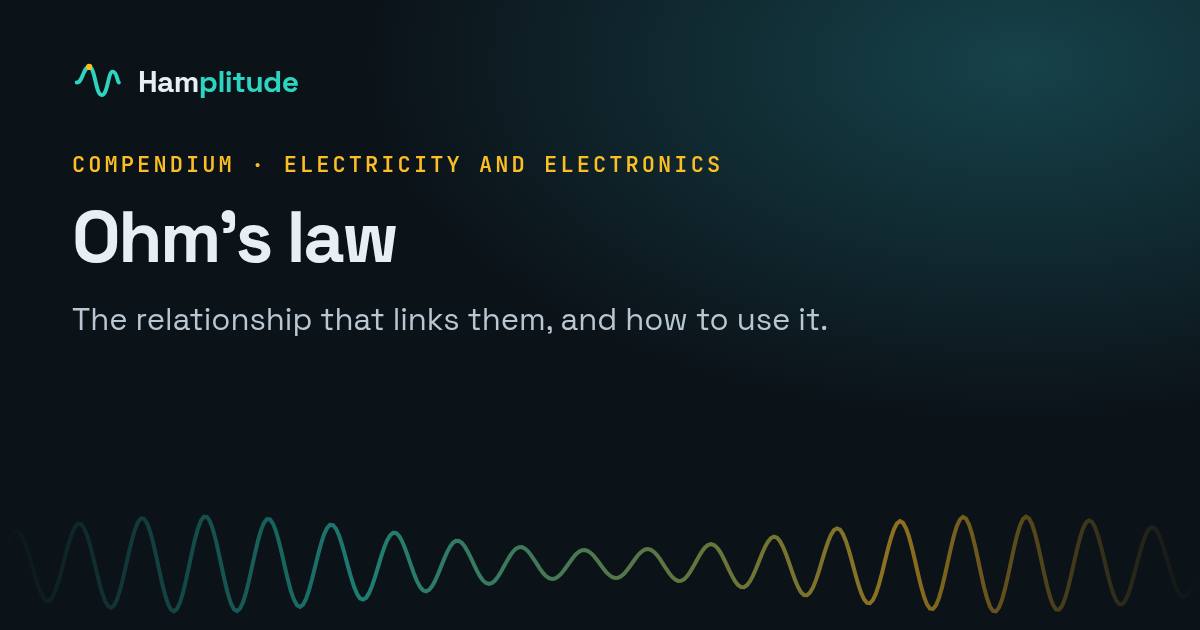 Hamplitude
COMPENDIUM · ELECTRICITY AND ELECTRONICS
Ohm’s law
The relationship that links them, and how to use it.